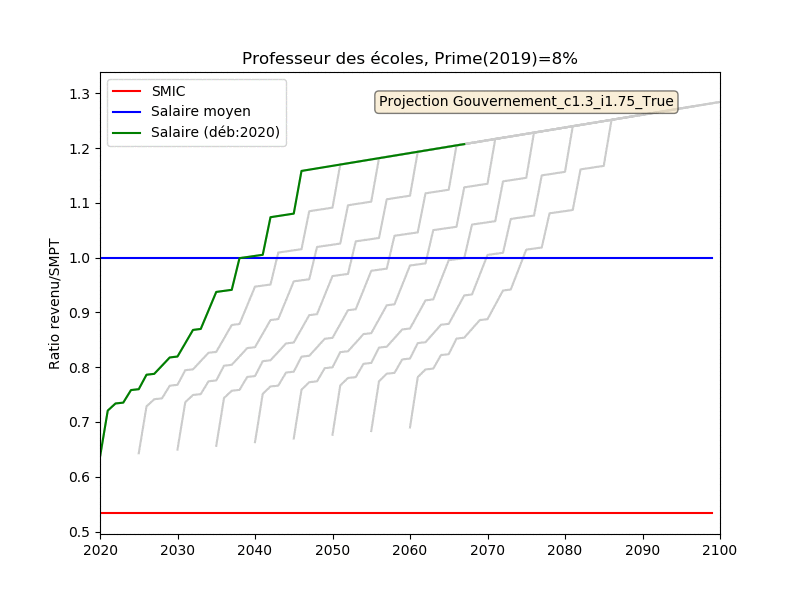 Professeur des écoles, Prime(2019)=8%
SMIC
Salaire moyen
Salaire (déb:2020)
Projection Gouvernement_c1.3_i1.75_True
Ratio revenu/SMPT
1.3
1.2
1.1
1.0
0.9
0.8
0.7
0.6
0.5
2020 2030 2040 2050 2060 2070 2080 2090 2100